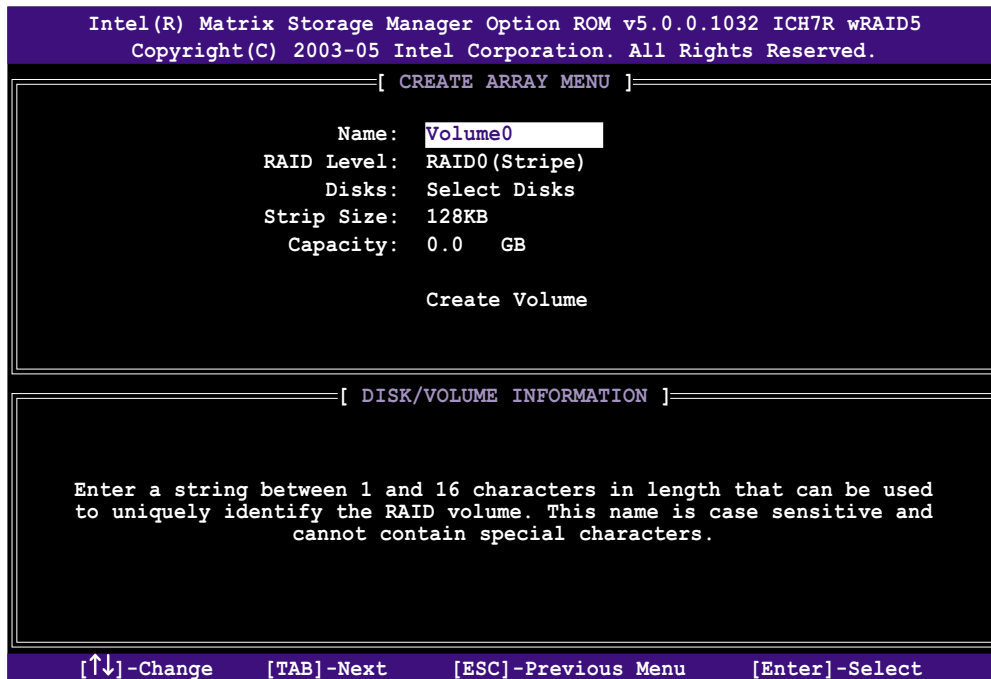 Intel(R) Matrix Storage Manager Option ROM v5.0.0.1032 ICH7R wRAID5
Copyright(C) 2003-05 Intel Corporation. All Rights Reserved.
[ CREATE ARRAY MENU ]
Name: Volume0
RAID Level: RAID0(Stripe)
Disks: Select Disks
Strip Size: 128KB
Capacity: 0.0 GB
Create Volume
[ DISK/VOLUME INFORMATION ]
Enter a string between 1 and 16 characters in length that can be used
to uniquely identify the RAID volume. This name is case sensitive and
cannot contain special characters.
[↑↓]-Change [TAB]-Next [ESC]-Previous Menu [Enter]-Select